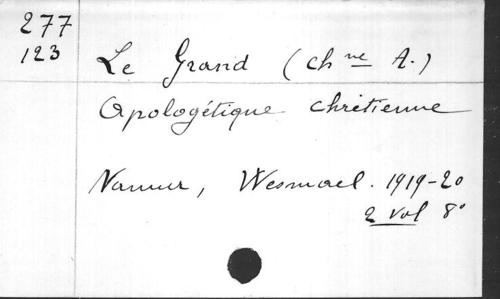 277
123
Le Grand (chne A.)
Apologétique chrétienne
Namur, Wesmael. 1919-20
2 vol 8°